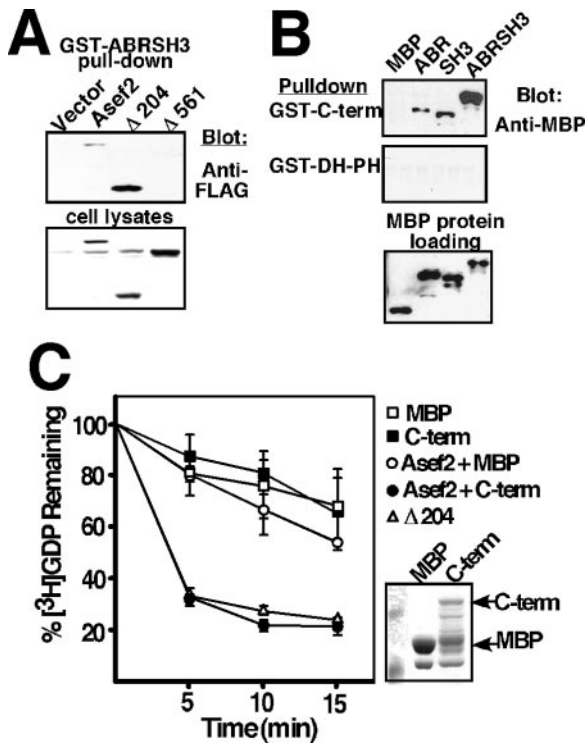 A
GST-ABRSH3
pull-down
Vector
Asef2
Δ 204
Δ 561
Blot:
Anti-
FLAG
cell lysates
B
MBP
ABR
SH3
ABRSH3
Pulldown
GST-C-term
Blot:
Anti-MBP
GST-DH-PH
MBP protein
loading
C
% [³H]GDP Remaining
100
80
60
40
20
5
10
15
Time(min)
MBP
C-term
Asef2+MBP
Asef2+C-term
Δ204
MBP
C-term
C-term
MBP